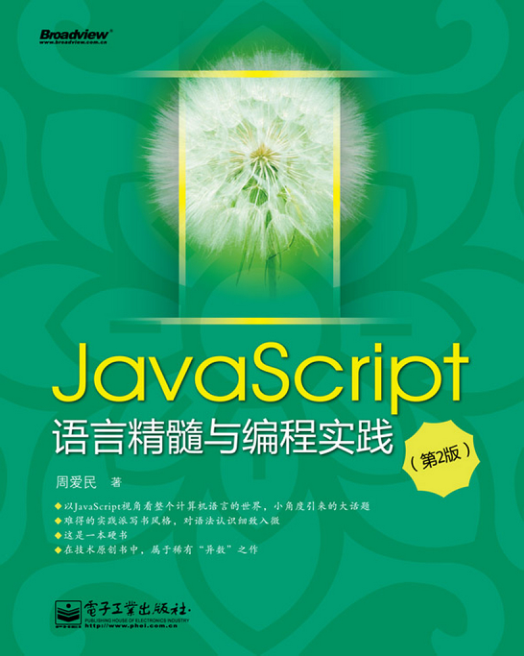 Broadview®
www.broadview.com.cn
JavaScript
语言精髓与编程实践
(第2版)
周爱民 著
◆以JavaScript视角看整个计算机语言的世界,小角度引来的大话题
◆难得的实践派写书风格,对语法认识细致入微
◆这是一本硬书
◆在技术原创书中,属于稀有“异数”之作
電子工業出版社·
PUBLISHING HOUSE OF ELECTRONICS INDUSTRY
http://www.phei.com.cn